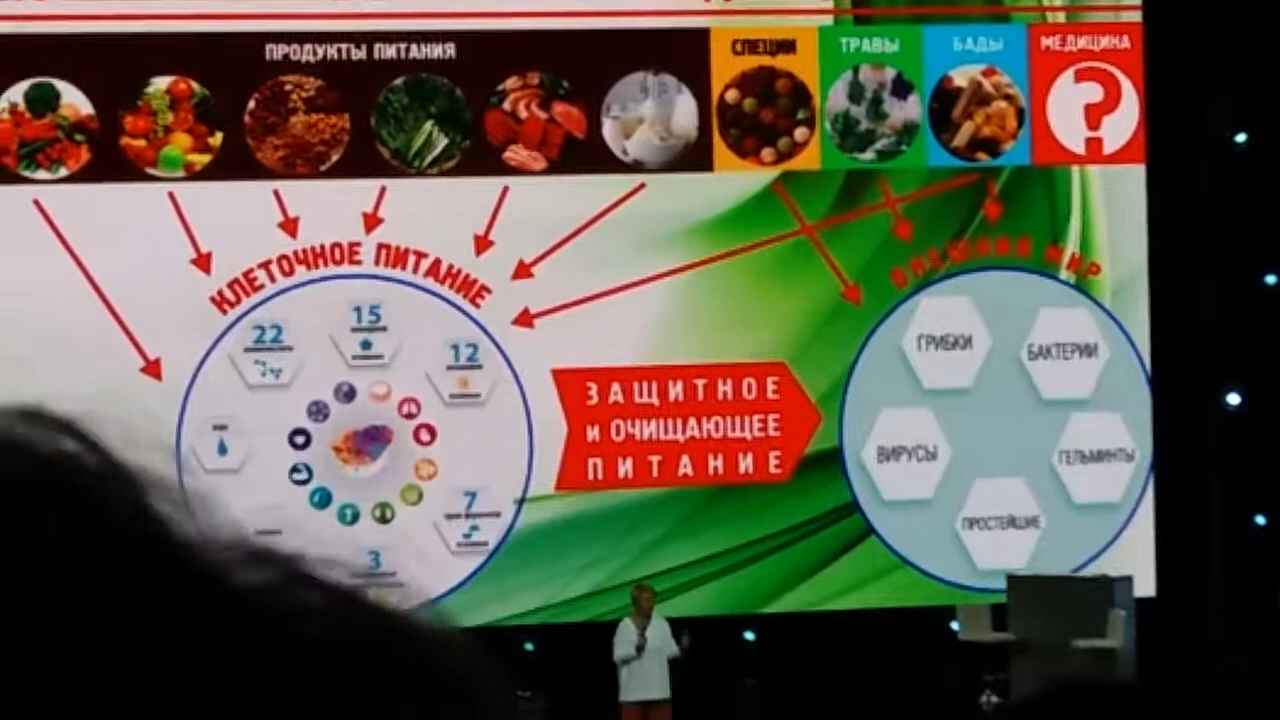 ПРОДУКТЫ ПИТАНИЯ
СПЕЦИИ
ТРАВЫ
БАДЫ
МЕДИЦИНА
?
КЛЕТОЧНОЕ ПИТАНИЕ
ВНЕШНИЙ МИР
22
15
12
7
3
ЗАЩИТНОЕ
И ОЧИЩАЮЩЕЕ
ПИТАНИЕ
ГРИБКИ
БАКТЕРИИ
ВИРУСЫ
ГЕЛЬМИНТЫ
ПРОСТЕЙШИЕ